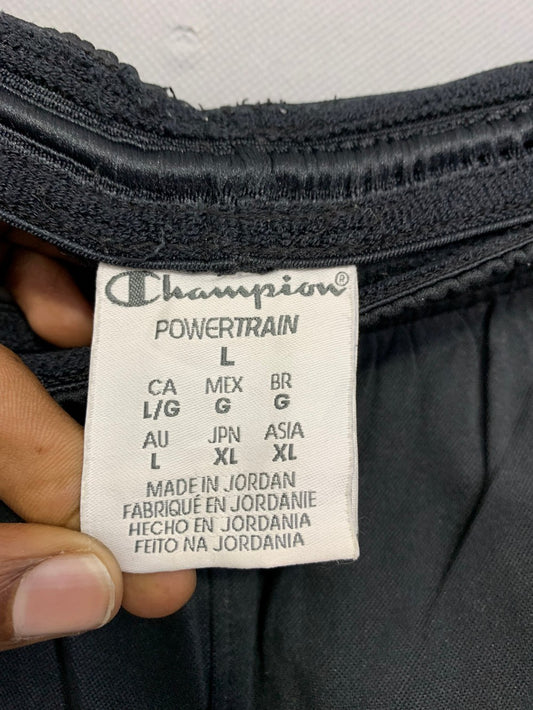 Champion®
POWERTRAIN
L
CA MEX BR
L/G G G
AU JPN ASIA
L XL XL
MADE IN JORDAN
FABRIQUÉ EN JORDANIE
HECHO EN JORDANIA
FEITO NA JORDANIA